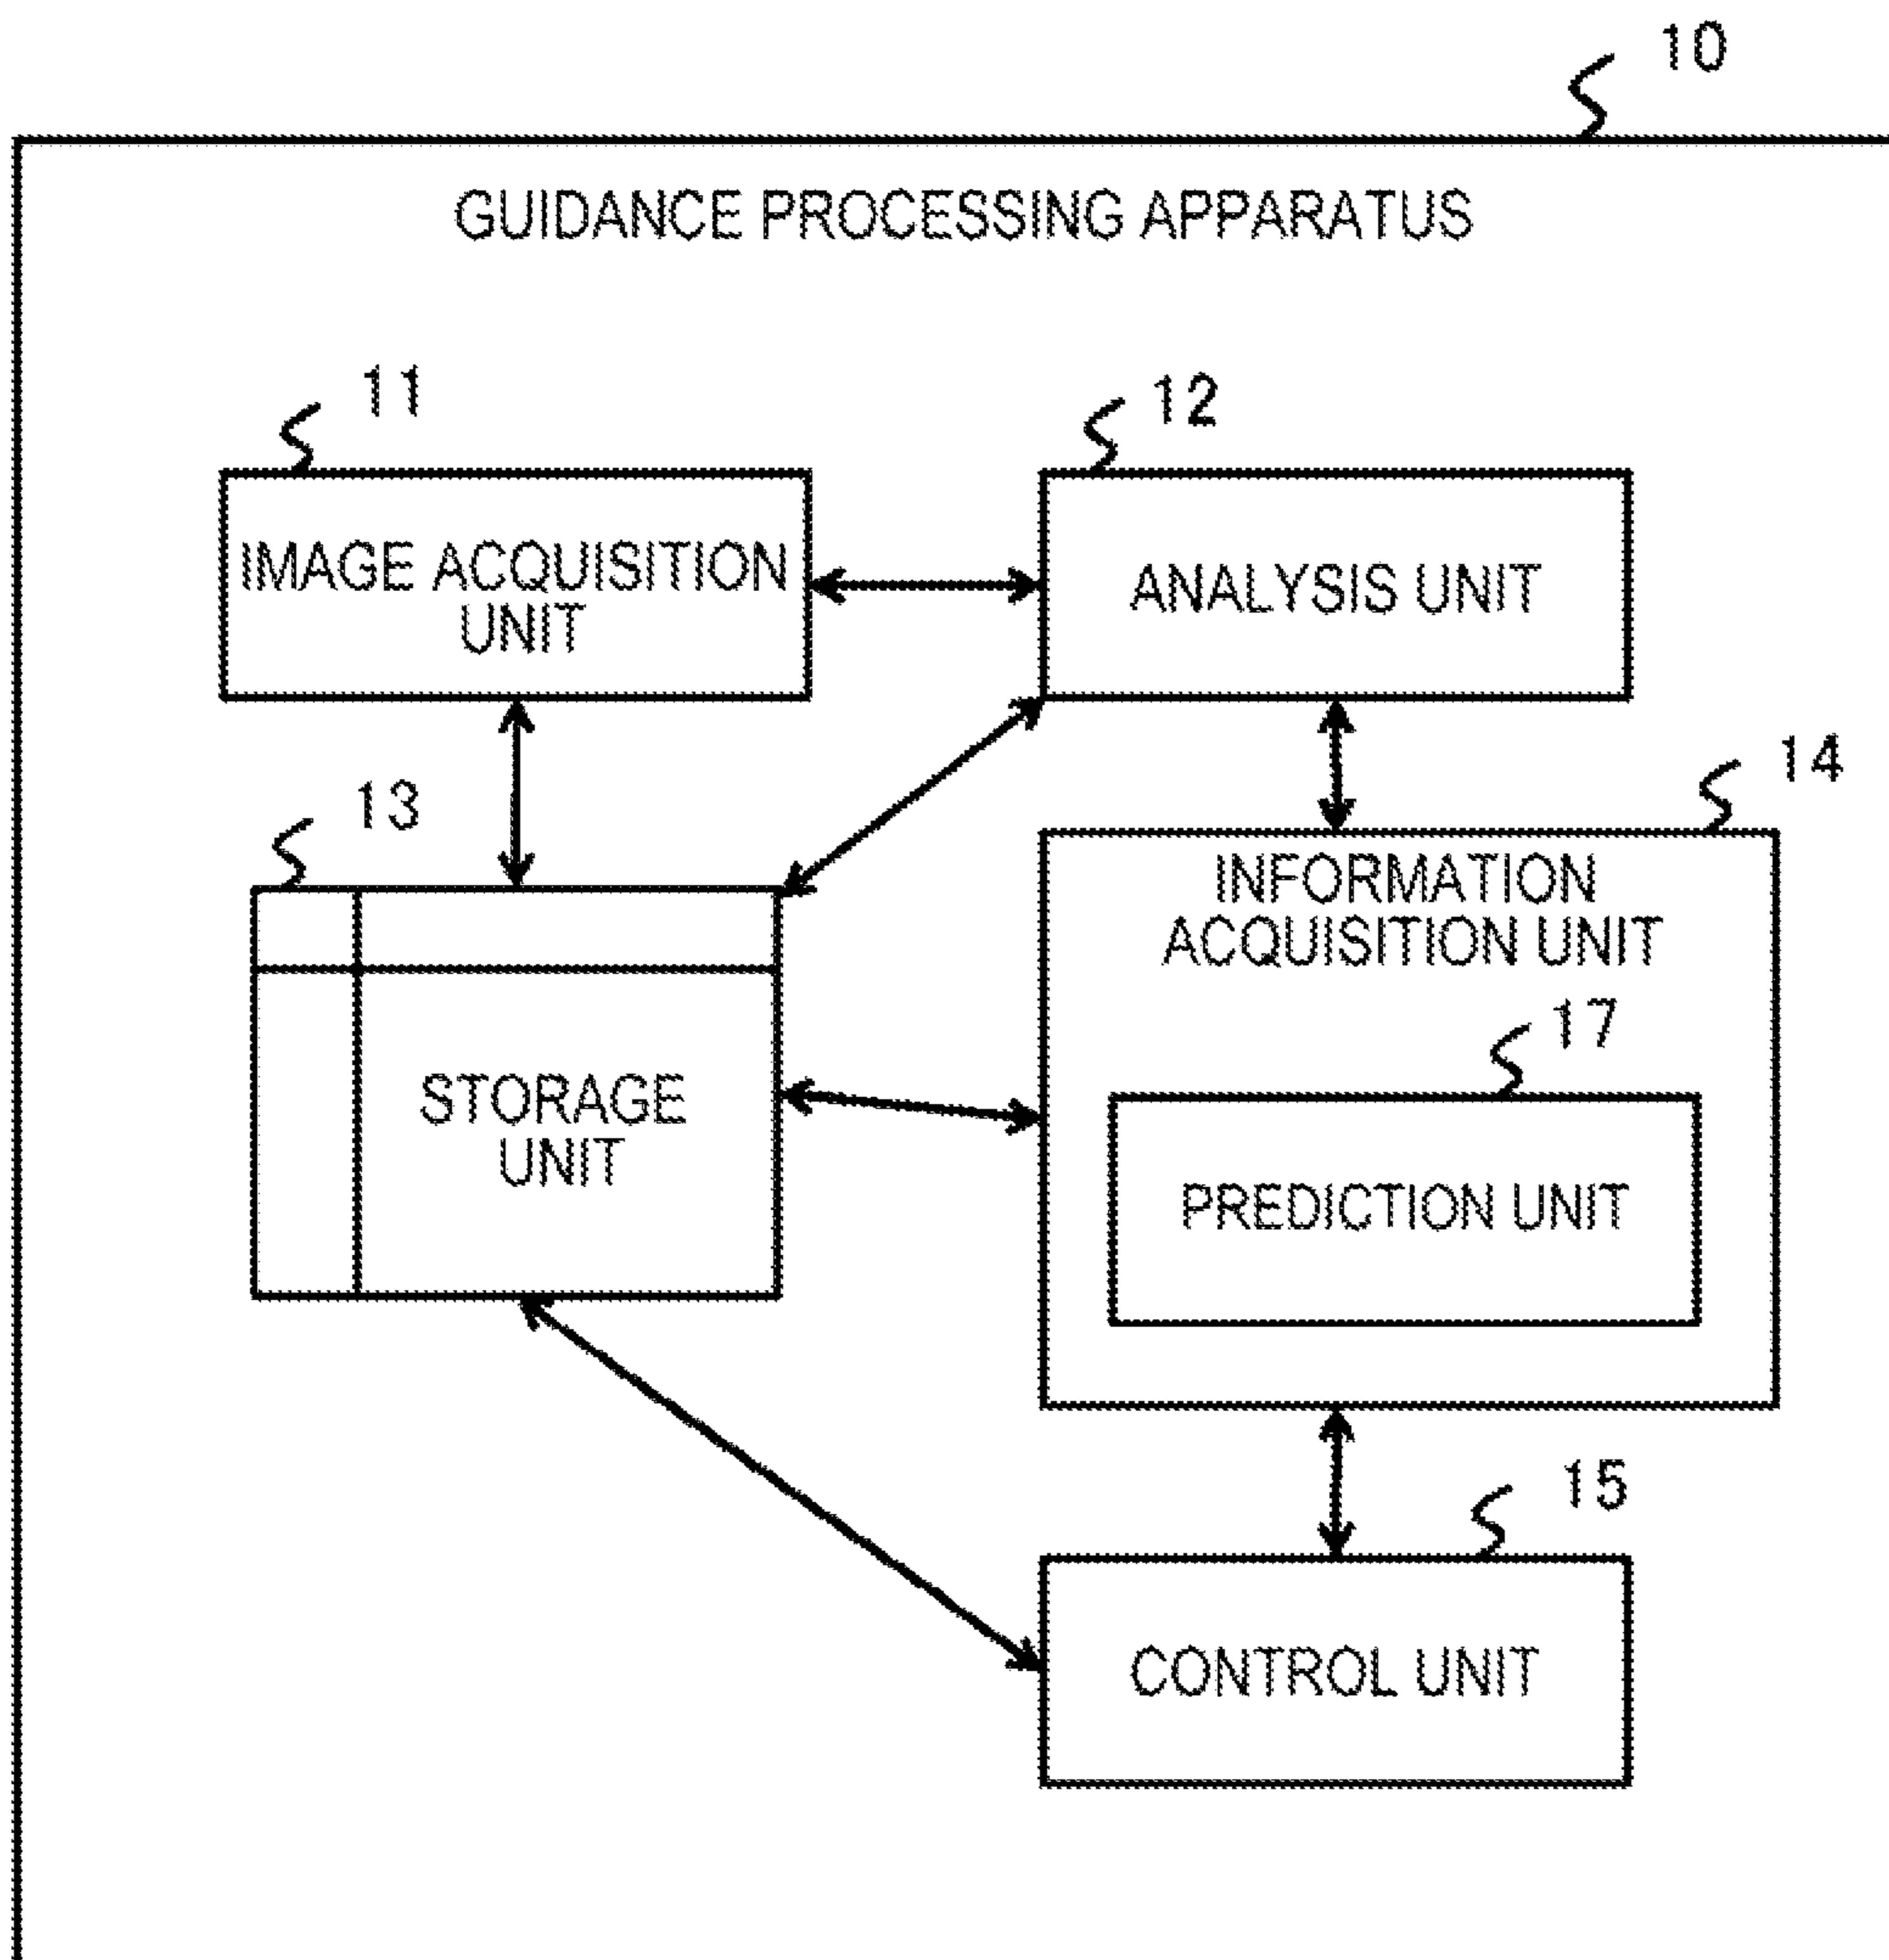 10
GUIDANCE PROCESSING APPARATUS
11
12
IMAGE ACQUISITION
UNIT
ANALYSIS UNIT
13
14
INFORMATION
ACQUISITION UNIT
17
STORAGE
UNIT
PREDICTION UNIT
15
CONTROL UNIT